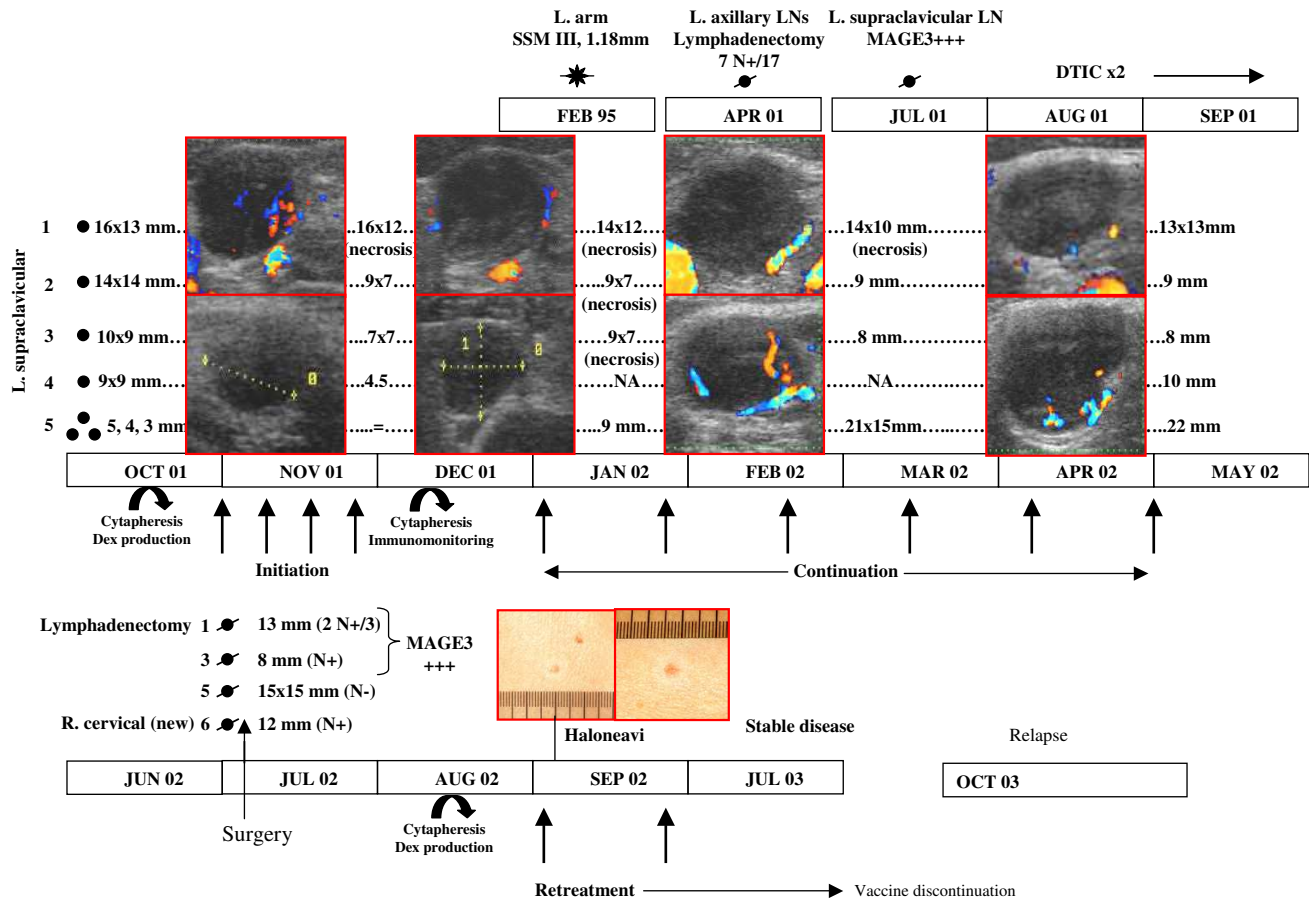 L. arm
SSM III, 1.18mm
L. axillary LNs
Lymphadenectomy
7 N+/17
L. supraclavicular LN
MAGE3+++
DTIC x2
FEB 95 APR 01 JUL 01 AUG 01 SEP 01
L. supraclavicular
1 16x13 mm.... ...16x12.. ....14x12...... 14x10 mm .................. ..13x13mm
(necrosis) (necrosis) (necrosis)
2 14x14 mm... ....9x7.... .....9x7...... ..9 mm ..................... ...9 mm
(necrosis)
3 10x9 mm.... ....7x7.... ......9x7...... ...8 mm..................... ...8 mm
(necrosis)
4 9x9 mm..... ....4.5.... ......NA...... ......NA.................. ...10 mm
5 5, 4, 3 mm ....=.... ....9 mm..... 21x15mm...... ....22 mm
1
0
0
OCT 01 NOV 01 DEC 01 JAN 02 FEB 02 MAR 02 APR 02 MAY 02
Cytapheresis
Dex production
Cytapheresis
Immunomonitoring
Initiation
Continuation
Lymphadenectomy 1 13 mm (2 N+/3)
3 8 mm (N+)
MAGE3
+++
5 15x15 mm (N-)
R. cervical (new) 6 12 mm (N+)
Haloneavi
Stable disease
Relapse
JUN 02 JUL 02 AUG 02 SEP 02 JUL 03 OCT 03
Surgery
Cytapheresis
Dex production
Retreatment
Vaccine discontinuation